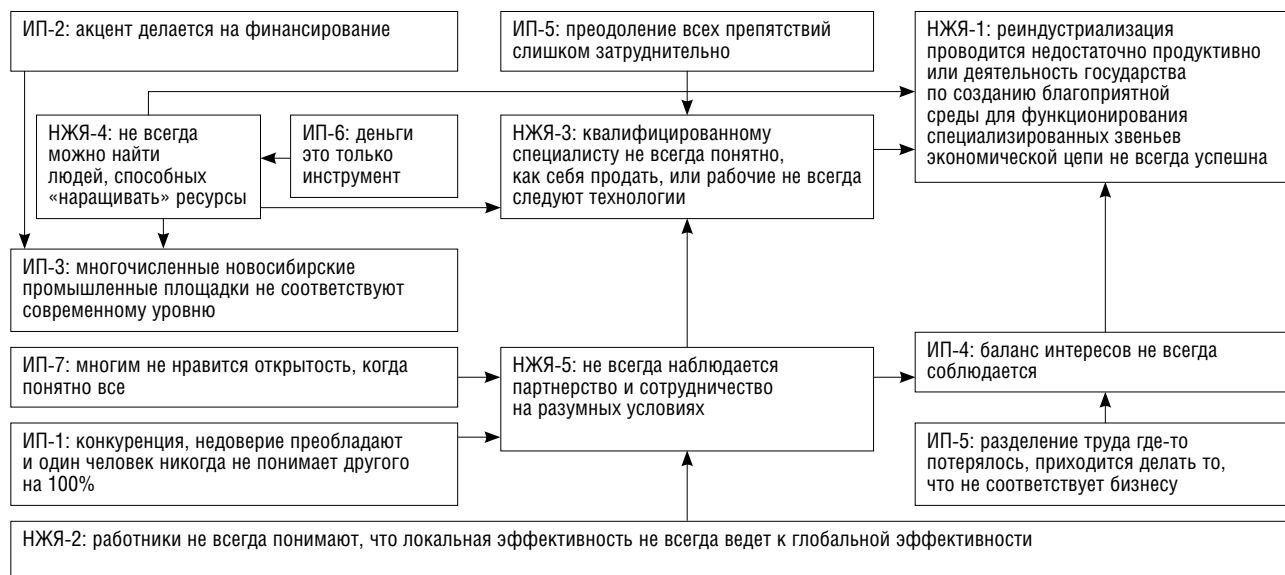 ИП-2: акцент делается на финансирование
ИП-5: преодоление всех препятствий
слишком затруднительно
НЖЯ-1: реиндустриализация
проводится недостаточно продуктивно
или деятельность государства
по созданию благоприятной
среды для функционирования
специализированных звеньев
экономической цепи не всегда успешна
НЖЯ-4: не всегда
можно найти
людей, способных
«наращивать» ресурсы
ИП-6: деньги
это только
инструмент
НЖЯ-3: квалифицированному
специалисту не всегда понятно,
как себя продать, или рабочие не всегда
следуют технологии
ИП-3: многочисленные новосибирские
промышленные площадки не соответствуют
современному уровню
ИП-7: многим не нравится открытость, когда
понятно все
НЖЯ-5: не всегда наблюдается
партнерство и сотрудничество
на разумных условиях
ИП-4: баланс интересов не всегда
соблюдается
ИП-1: конкуренция, недоверие преобладают
и один человек никогда не понимает другого
на 100%
ИП-5: разделение труда где-то
потерялось, приходится делать то,
что не соответствует бизнесу
НЖЯ-2: работники не всегда понимают, что локальная эффективность не всегда ведет к глобальной эффективности